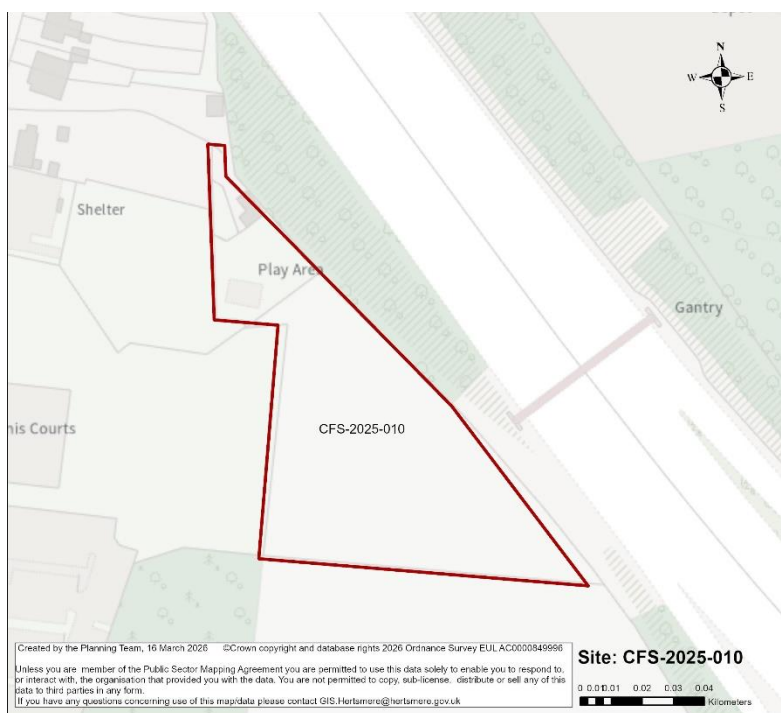 N
W E
S
Shelter
Play Area
Gantry
CFS-2025-010
nis Courts
Created by the Planning Team, 16 March 2026 ©Crown copyright and database rights 2026 Ordnance Survey EUL AC0000849996
Unless you are member of the Public Sector Mapping Agreement you are permitted to use this data solely to enable you to respond to,
or interact with, the organisation that provided you with the data. You are not permitted to copy, sub-license, distribute or sell any of this
data to third parties in any form.
If you have any questions concerning use of this map/data please contact GIS.Hertsmere@hertsmere.gov.uk
Site: CFS-2025-010
0 0.01 0.02 0.03 0.04
Kilometers